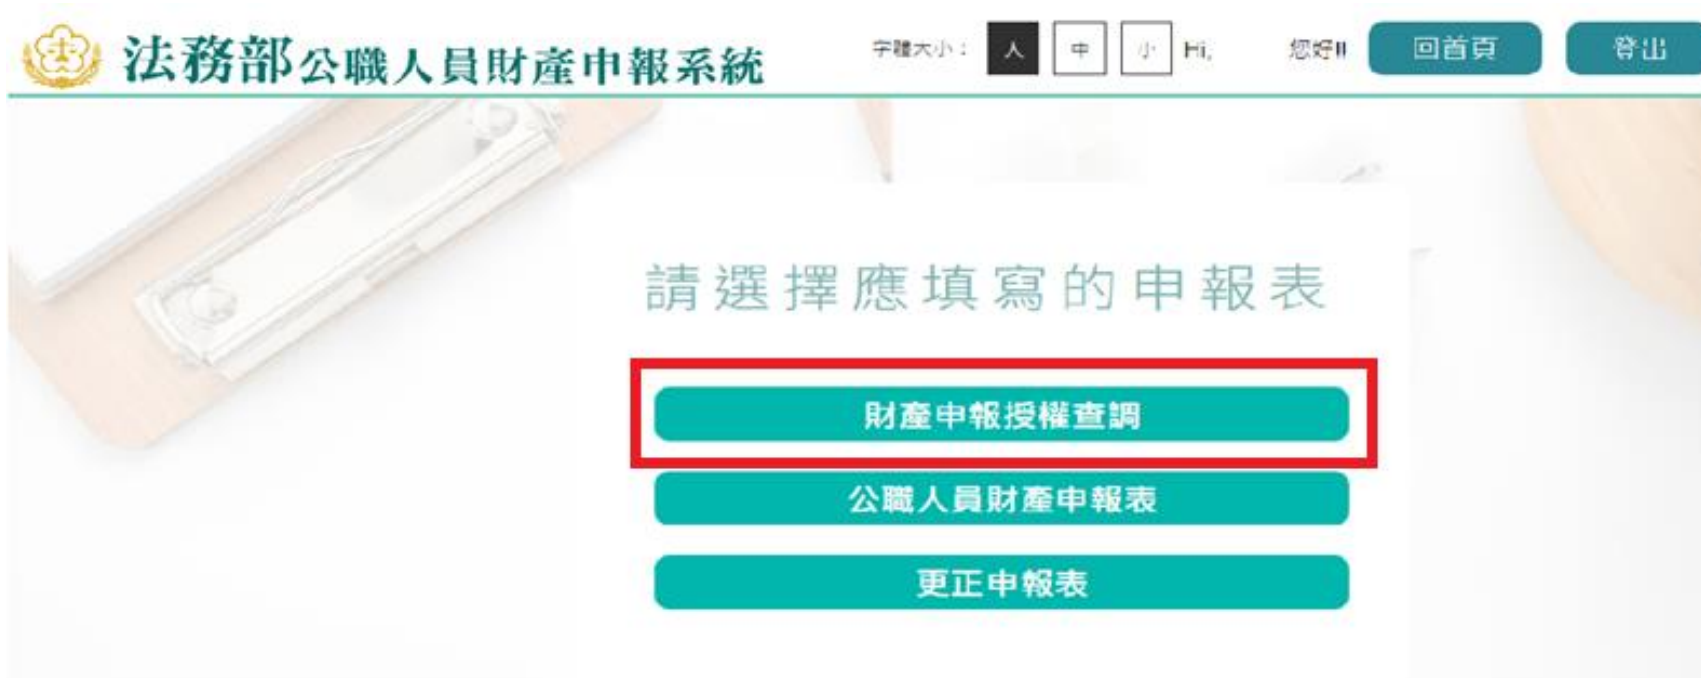 法務部公職人員財產申報系統
字體大小： 大 中 小 Hi, 您好!! 回首頁 登出
請選擇應填寫的申報表
財產申報授權查調
公職人員財產申報表
更正申報表